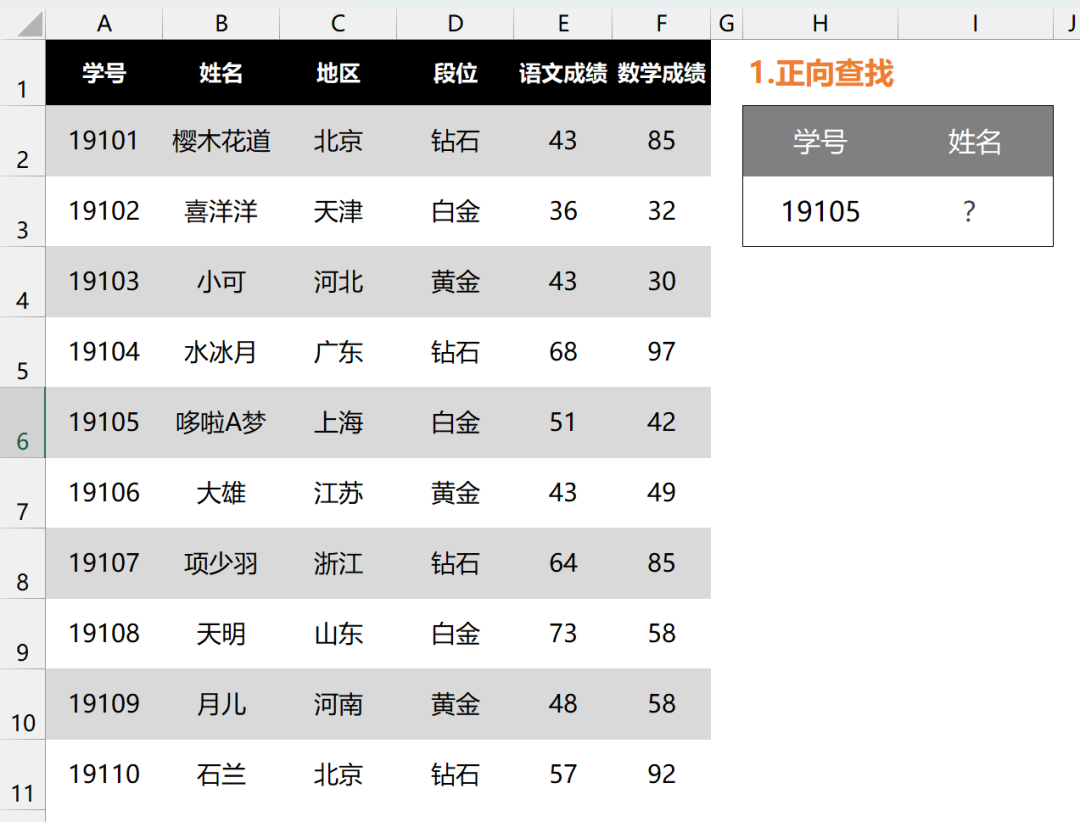 A B C D E F G H I J
1 学号 姓名 地区 段位 语文成绩 数学成绩 1.正向查找
2 19101 樱木花道 北京 钻石 43 85 学号 姓名
3 19102 喜洋洋 天津 白金 36 32 19105 ?
4 19103 小可 河北 黄金 43 30
5 19104 水冰月 广东 钻石 68 97
6 19105 哆啦A梦 上海 白金 51 42
7 19106 大雄 江苏 黄金 43 49
8 19107 项少羽 浙江 钻石 64 85
9 19108 天明 山东 白金 73 58
10 19109 月儿 河南 黄金 48 58
11 19110 石兰 北京 钻石 57 92